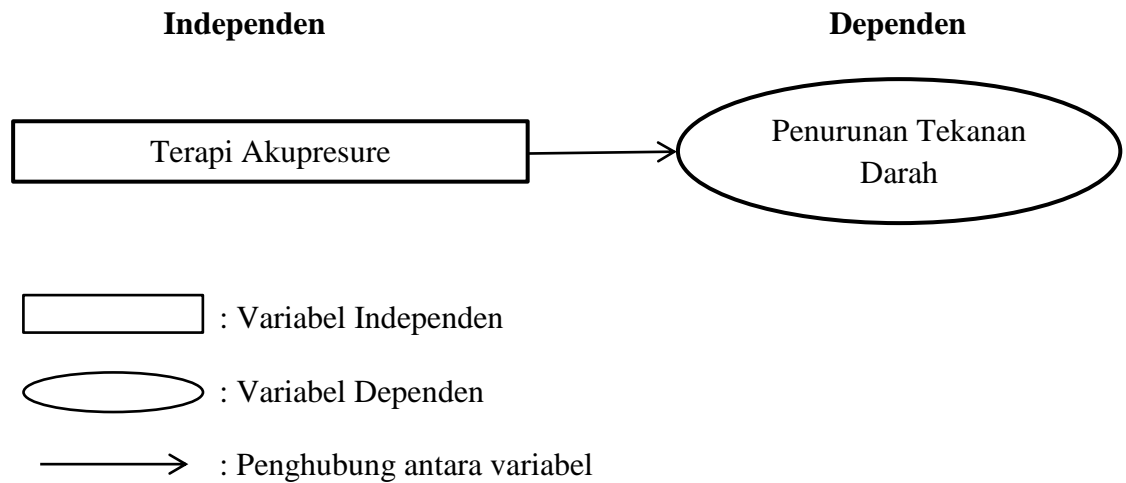 Independen
Dependen
Terapi Akupresure
Penurunan Tekanan
Darah
: Variabel Independen
: Variabel Dependen
: Penghubung antara variabel